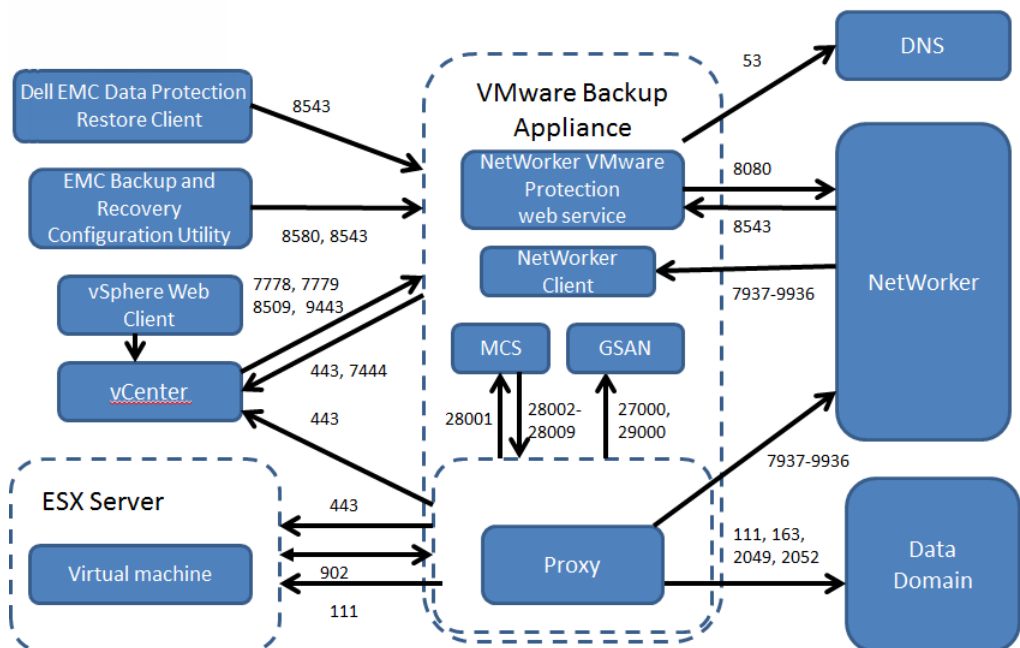 DNS
53
Dell EMC Data Protection
Restore Client
8543
VMware Backup
Appliance
NetWorker VMware
Protection
web service
8080
8543
EMC Backup and
Recovery
Configuration Utility
8580, 8543
NetWorker
Client
7937-9936
NetWorker
vSphere Web
Client
7778, 7779
8509, 9443
vCenter
443, 7444
443
MCS
GSAN
28001
28002-
28009
27000,
29000
7937-9936
ESX Server
Virtual machine
443
902
111
Proxy
111, 163,
2049, 2052
Data
Domain